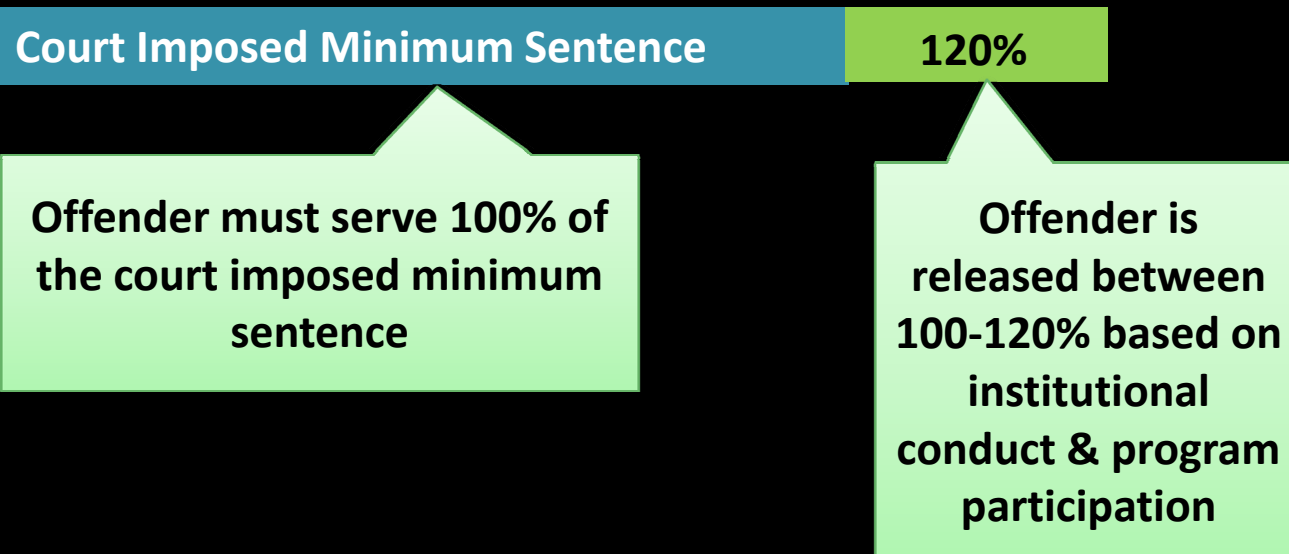 Court Imposed Minimum Sentence
120%
Offender must serve 100% of
the court imposed minimum
sentence
Offender is
released between
100-120% based on
institutional
conduct & program
participation